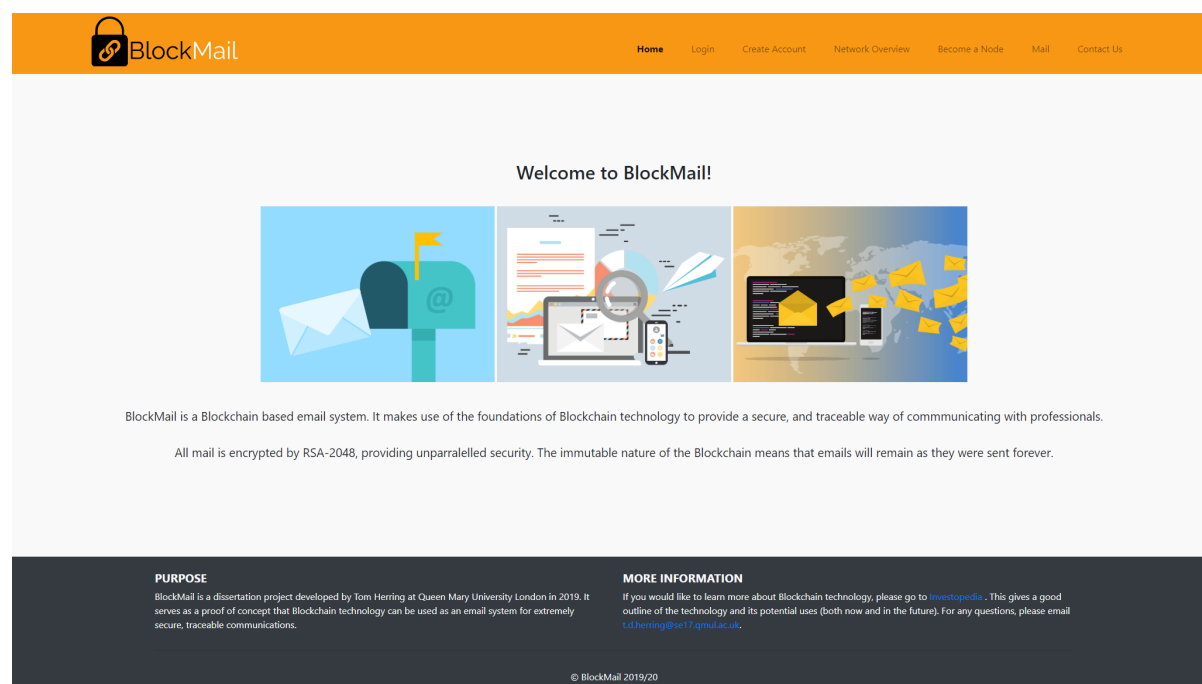 BlockMail
Home Login Create Account Network Overview Become a Node Mail Contact Us
Welcome to BlockMail!
@
BlockMail is a Blockchain based email system. It makes use of the foundations of Blockchain technology to provide a secure, and traceable way of commmunicating with professionals.
All mail is encrypted by RSA-2048, providing unparralelled security. The immutable nature of the Blockchain means that emails will remain as they were sent forever.
PURPOSE
BlockMail is a dissertation project developed by Tom Herring at Queen Mary University London in 2019. It
serves as a proof of concept that Blockchain technology can be used as an email system for extremely
secure, traceable communications.
MORE INFORMATION
If you would like to learn more about Blockchain technology, please go to Investopedia . This gives a good
outline of the technology and its potential uses (both now and in the future). For any questions, please email
t.d.herring@se17.qmul.ac.uk.
© BlockMail 2019/20